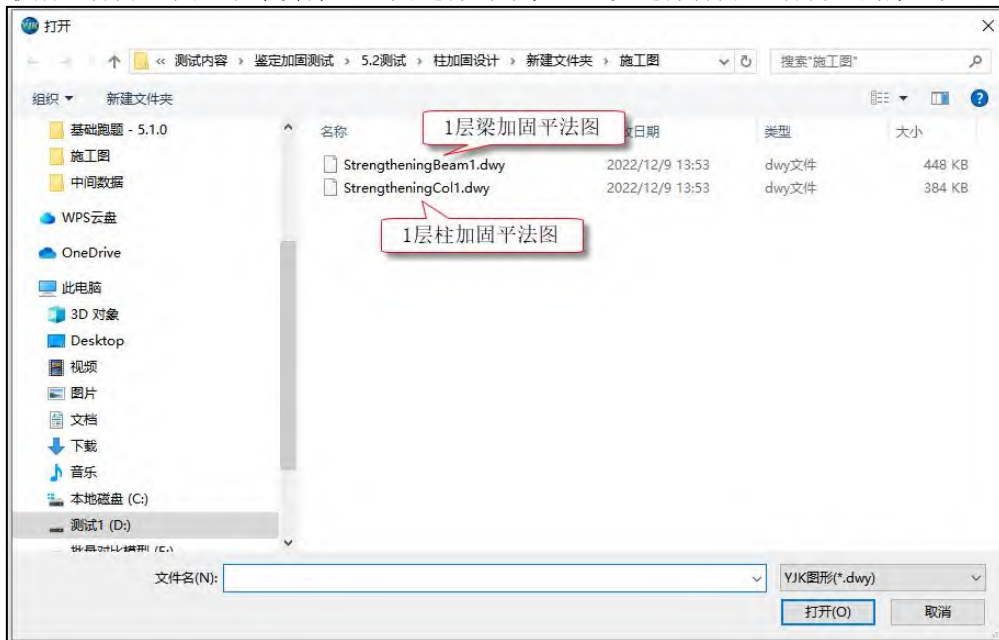 打开
« 测试内容 › 鉴定加固测试 › 5.2测试 › 柱加固设计 › 新建文件夹 › 施工图
搜索"施工图"
组织 新建文件夹
名称 日期 类型 大小
1层梁加固平法图
StrengtheningBeam1.dwy 2022/12/9 13:53 dwy文件 448 KB
StrengtheningCol1.dwy 2022/12/9 13:53 dwy文件 384 KB
1层柱加固平法图
基础跑题 - 5.1.0
施工图
中间数据
WPS云盘
OneDrive
此电脑
3D 对象
Desktop
视频
图片
文档
下载
音乐
本地磁盘 (C:)
测试1 (D:)
文件名(N): YJK图形(*.dwy)
打开(O) 取消